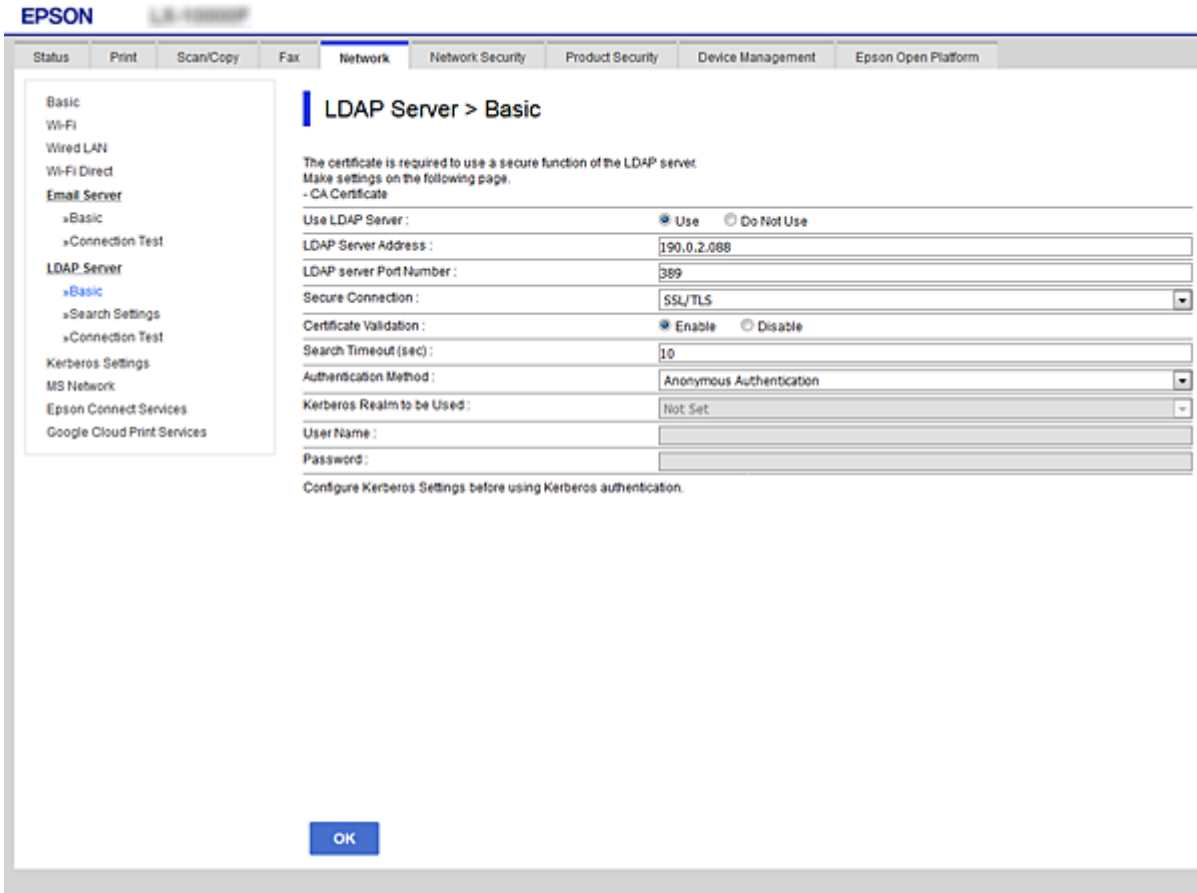 EPSON
Status Print Scan/Copy Fax Network Network Security Product Security Device Management Epson Open Platform
Basic
Wi-Fi
Wired LAN
Wi-Fi Direct
Email Server
»Basic
»Connection Test
LDAP Server
»Basic
»Search Settings
»Connection Test
Kerberos Settings
MS Network
Epson Connect Services
Google Cloud Print Services
LDAP Server > Basic
The certificate is required to use a secure function of the LDAP server.
Make settings on the following page.
- CA Certificate
Use LDAP Server : Use Do Not Use
LDAP Server Address : 190.0.2.088
LDAP server Port Number : 389
Secure Connection : SSL/TLS
Certificate Validation : Enable Disable
Search Timeout (sec) : 10
Authentication Method : Anonymous Authentication
Kerberos Realm to be Used : Not Set
User Name :
Password :
Configure Kerberos Settings before using Kerberos authentication.
OK